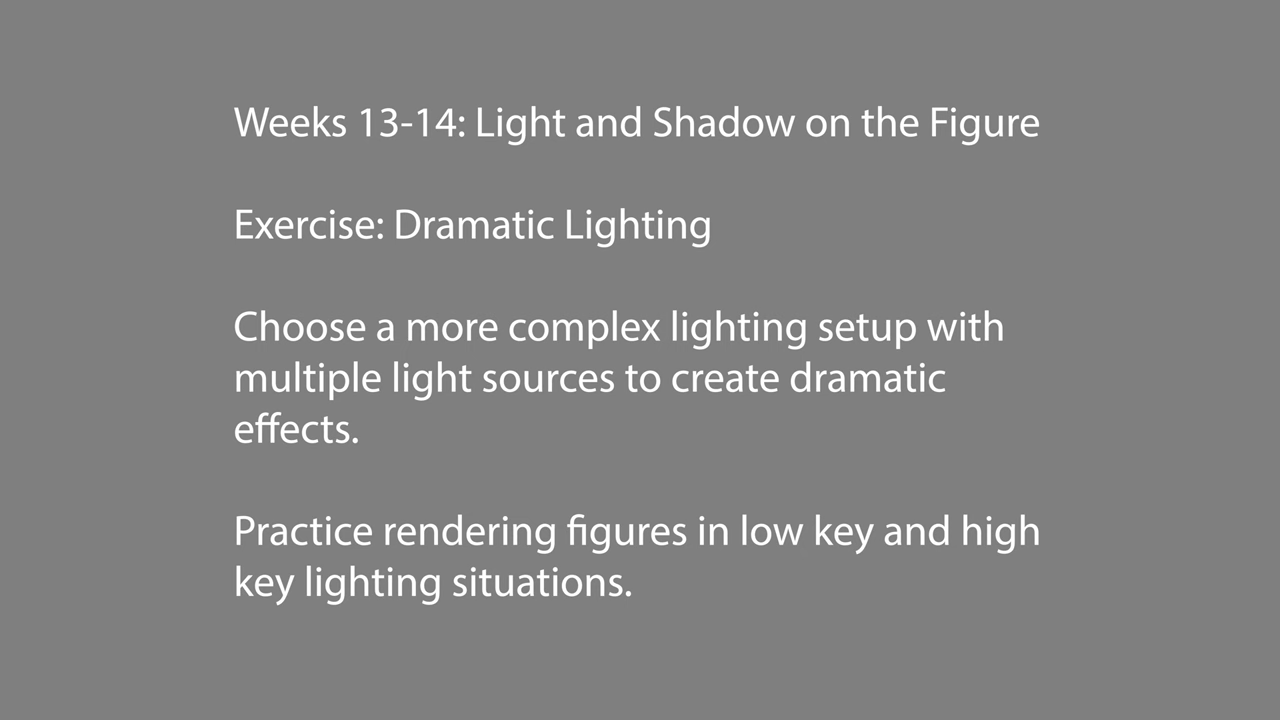 Weeks 13-14: Light and Shadow on the Figure
Exercise: Dramatic Lighting
Choose a more complex lighting setup with
multiple light sources to create dramatic
effects.
Practice rendering figures in low key and high
key lighting situations.